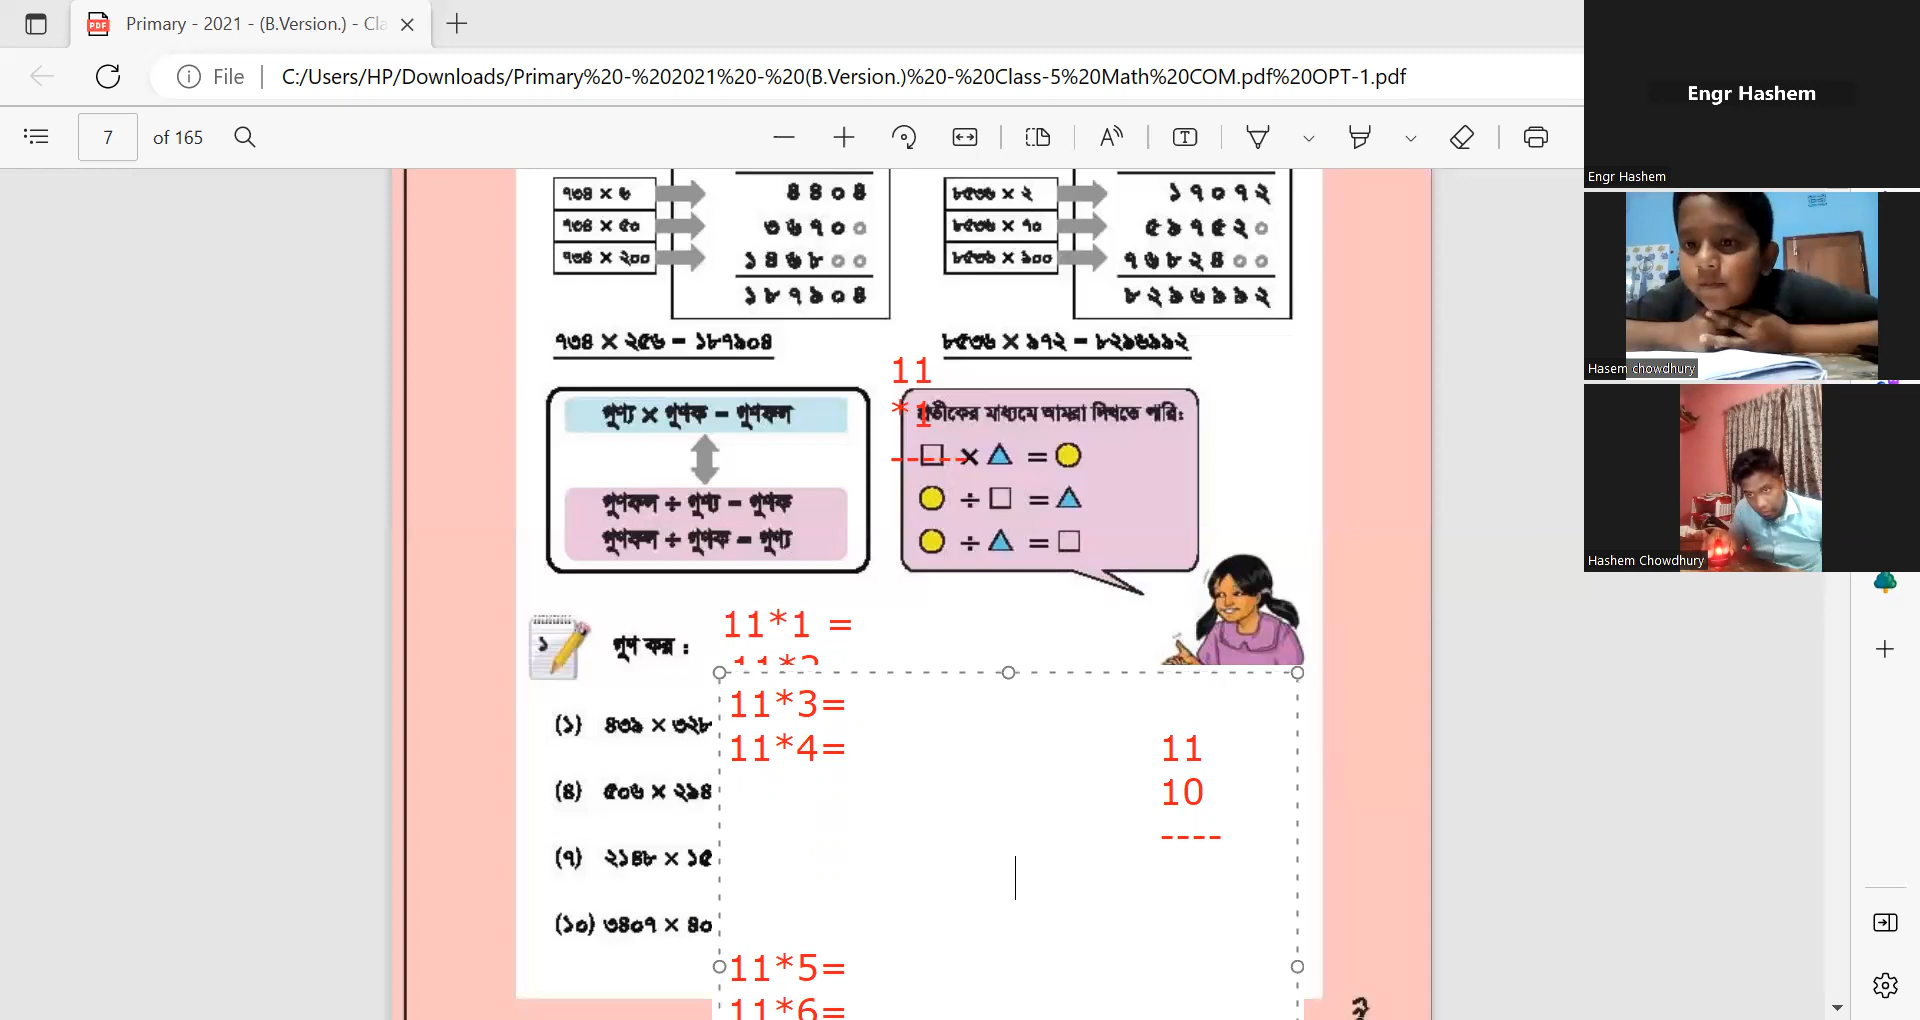 Primary - 2021 - (B.Version.) - Cla
File
C:/Users/HP/Downloads/Primary%20-%202021%20-%20(B.Version.)%20-%20Class-5%20Math%20COM.pdf%20OPT-1.pdf
7 of 165
৭৩৪ × ৬ ৪৪০৪
৭৩৪ × ৫০ ৩৬৭০০
৭৩৪ × ২০০ ১৪৬৮০০
১৮৭৯০৪
৮৫৩৬ × ২ ১৭০৭২
৮৫৩৬ × ৭০ ৫৯৭৫২০
৮৫৩৬ × ৯০০ ৭৬৮২৪০০
৮২৯৬৯৯২
৭৩৪ × ২৫৬ = ১৮৭৯০৪
৮৫৩৬ × ৯৭২ = ৮২৯৬৯৯২
গুণ্য × গুণক = গুণফল
গুণফল ÷ গুণ্য = গুণক
গুণফল ÷ গুণক = গুণ্য
11
*1
-----
মাধ্যমে আমরা লিখতে পারি:
□ × △ = ○
○ ÷ □ = △
○ ÷ △ = □
১ গুণ কর :
11*1 =
11*3=
11*4=
11
10
----
11*5=
11*6=
(১) ৪৩৯ × ৩২৮
(৪) ৫০৬ × ২৯৪
(৭) ২১৪৮ × ১৫
(১০) ৩৪০৭ × ৪০
২
Engr Hashem
Engr Hashem
Hasem chowdhury
Hashem Chowdhury